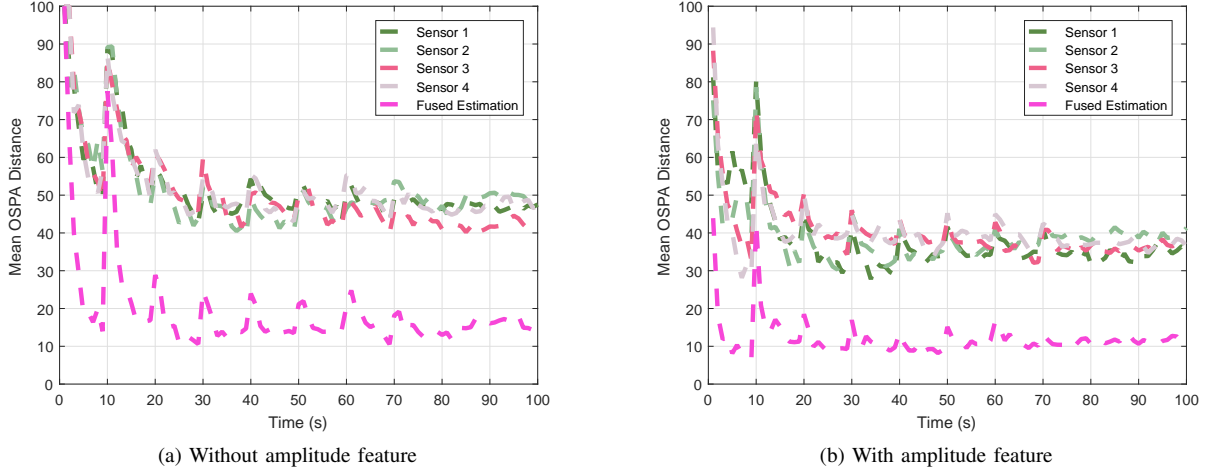 100
90
80
70
60
50
40
30
20
10
0
Mean OSPA Distance
Sensor 1
Sensor 2
Sensor 3
Sensor 4
Fused Estimation
0 10 20 30 40 50 60 70 80 90 100
Time (s)
(a) Without amplitude feature
100
90
80
70
60
50
40
30
20
10
0
Mean OSPA Distance
Sensor 1
Sensor 2
Sensor 3
Sensor 4
Fused Estimation
0 10 20 30 40 50 60 70 80 90 100
Time (s)
(b) With amplitude feature